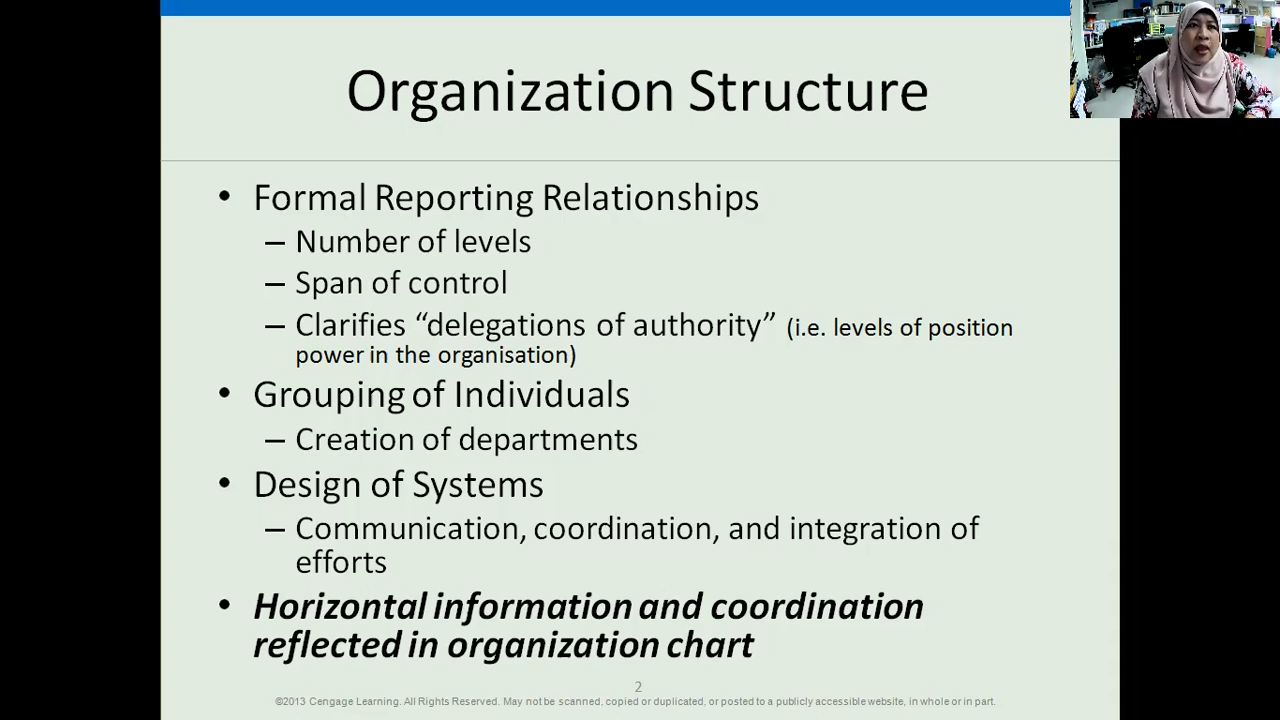 Organization Structure
• Formal Reporting Relationships
– Number of levels
– Span of control
– Clarifies “delegations of authority” (i.e. levels of position
power in the organisation)
• Grouping of Individuals
– Creation of departments
• Design of Systems
– Communication, coordination, and integration of
efforts
• Horizontal information and coordination
reflected in organization chart
2
©2013 Cengage Learning. All Rights Reserved. May not be scanned, copied or duplicated, or posted to a publicly accessible website, in whole or in part.